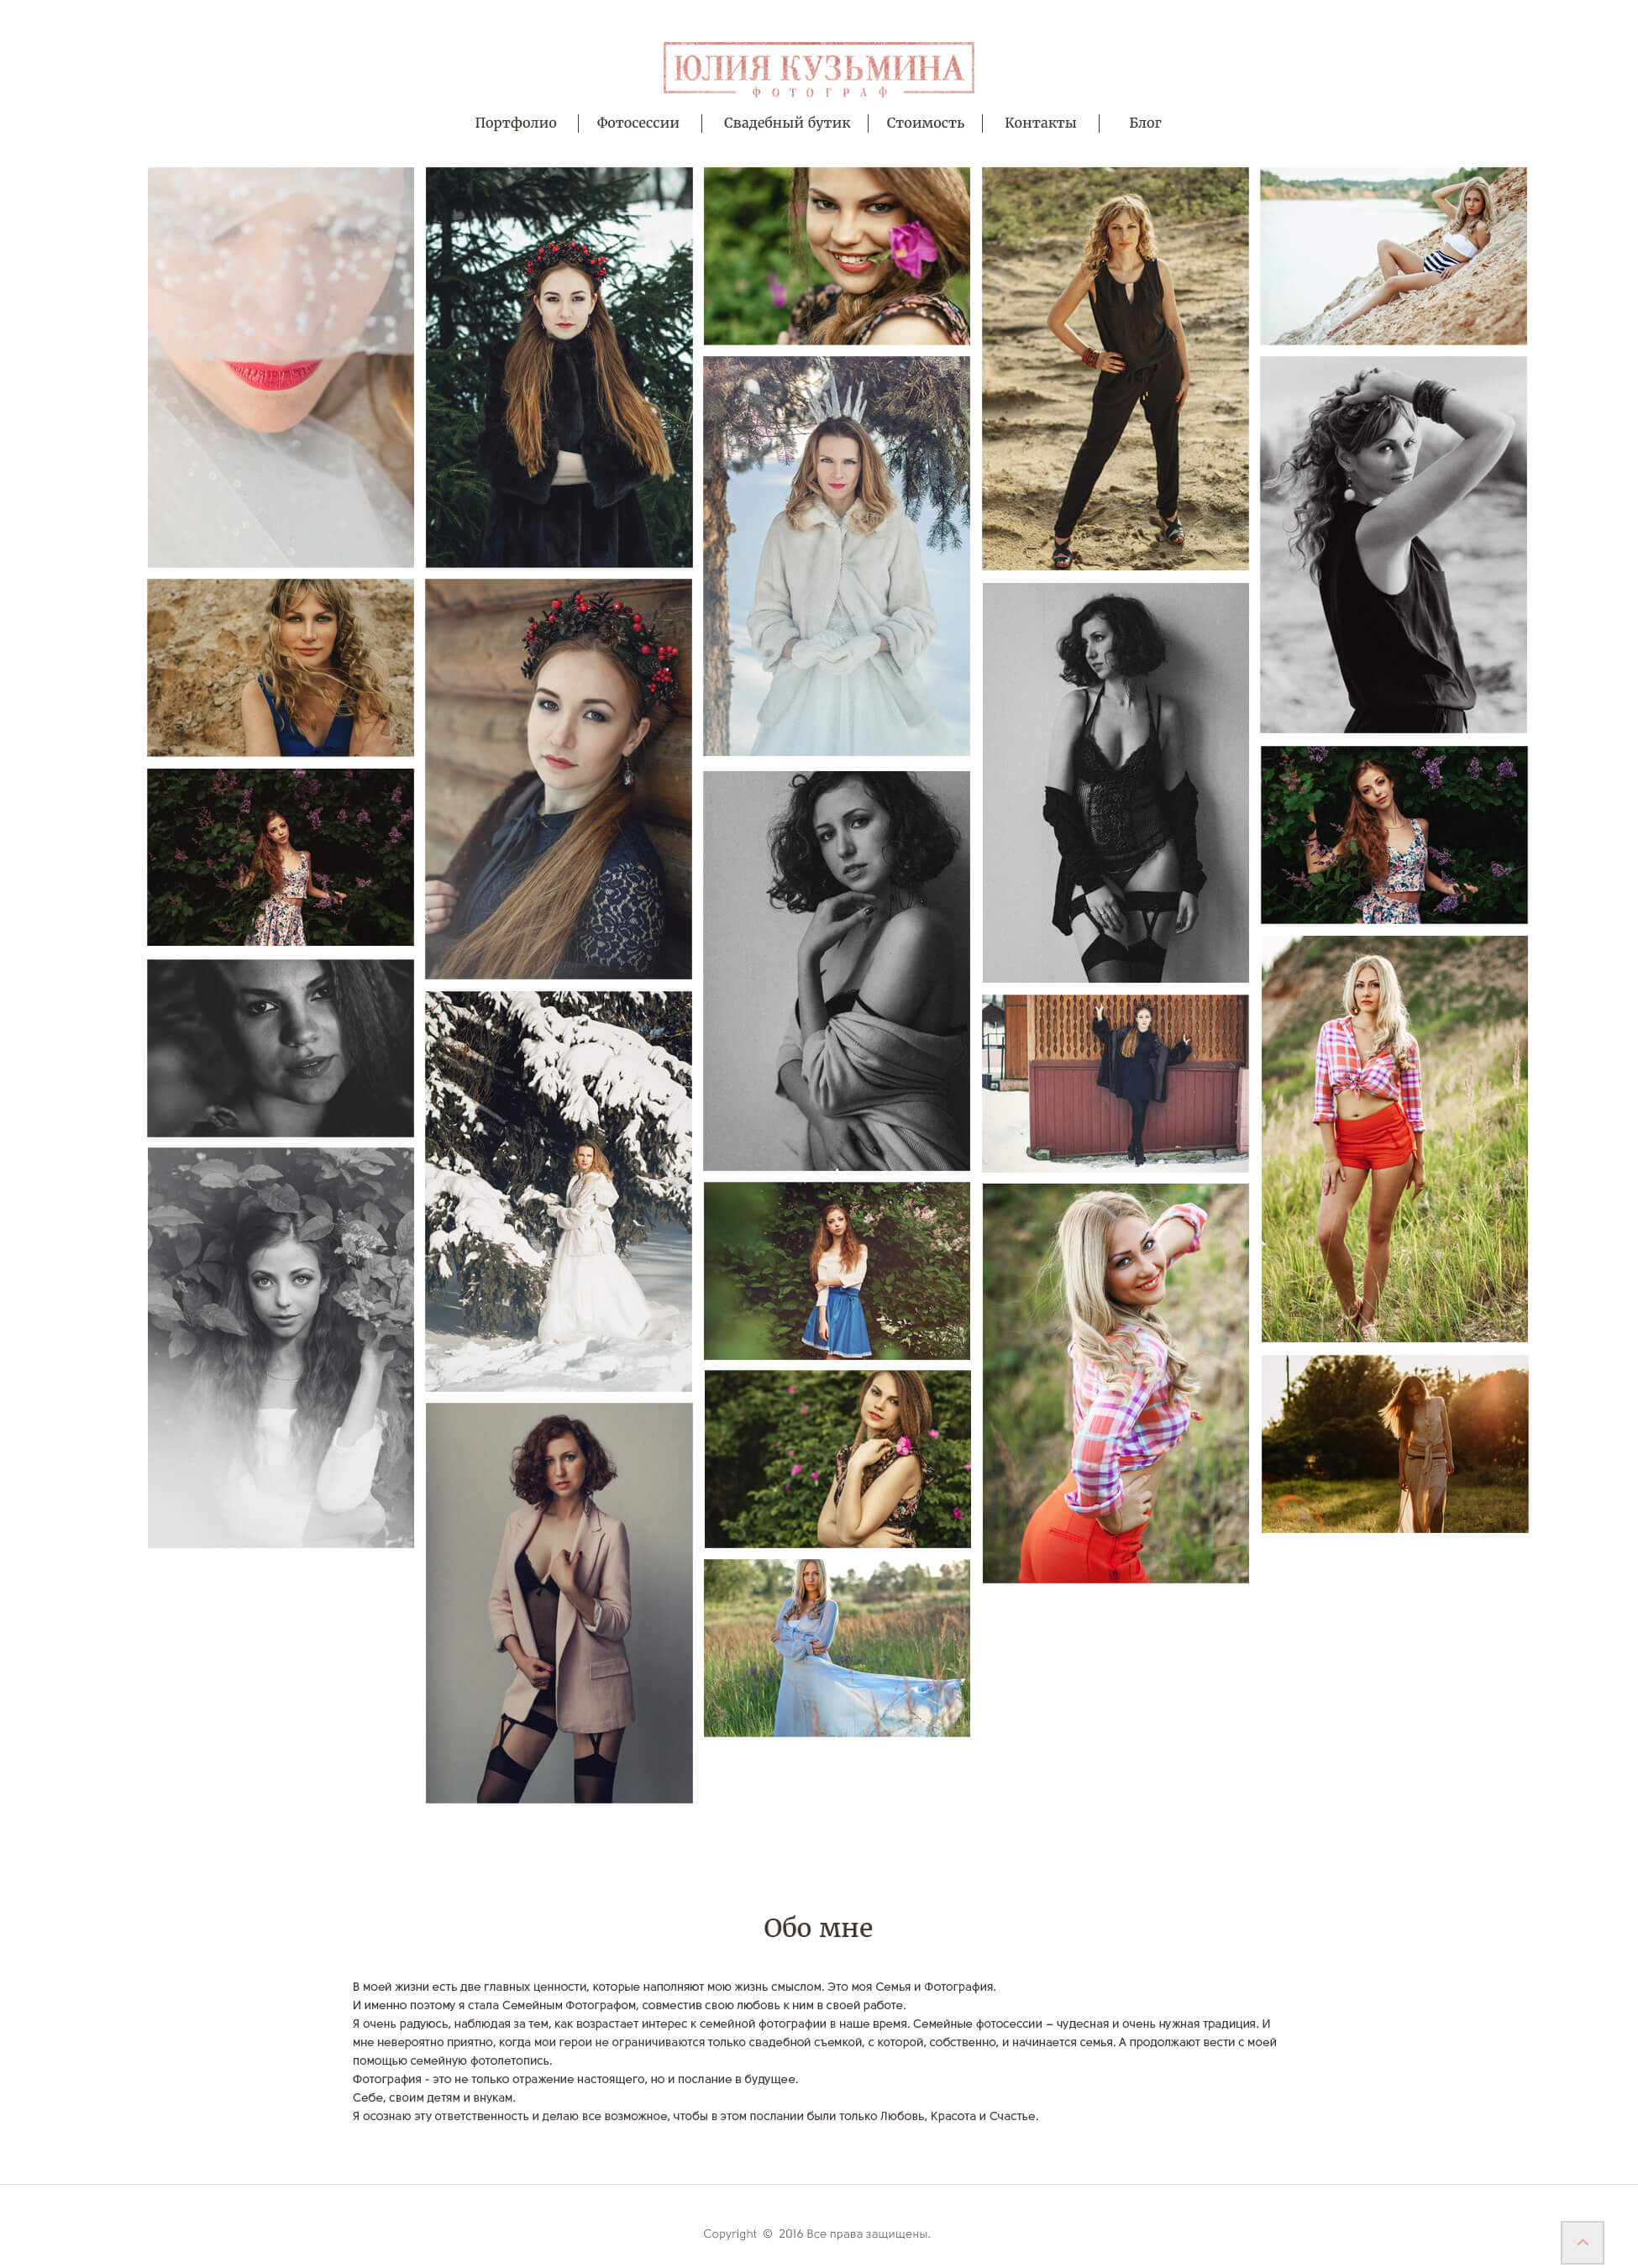 ЮЛИЯ КУЗЬМИНА
ФОТОГРАФ
Портфолио Фотосессии Свадебный бутик Стоимость Контакты Блог
Обо мне
В моей жизни есть две главных ценности, которые наполняют мою жизнь смыслом. Это моя Семья и Фотография.
И именно поэтому я стала Семейным Фотографом, совместив свою любовь к ним в своей работе.
Я очень радуюсь, наблюдая за тем, как возрастает интерес к семейной фотографии в наше время. Семейные фотосессии – чудесная и очень нужная традиция. И
мне невероятно приятно, когда мои герои не ограничиваются только свадебной съемкой, с которой, собственно, и начинается семья. А продолжают вести с моей
помощью семейную фотолетопись.
Фотография - это не только отражение настоящего, но и послание в будущее.
Себе, своим детям и внукам.
Я осознаю эту ответственность и делаю все возможное, чтобы в этом послании были только Любовь, Красота и Счастье.
Copyright © 2016 Все права защищены.